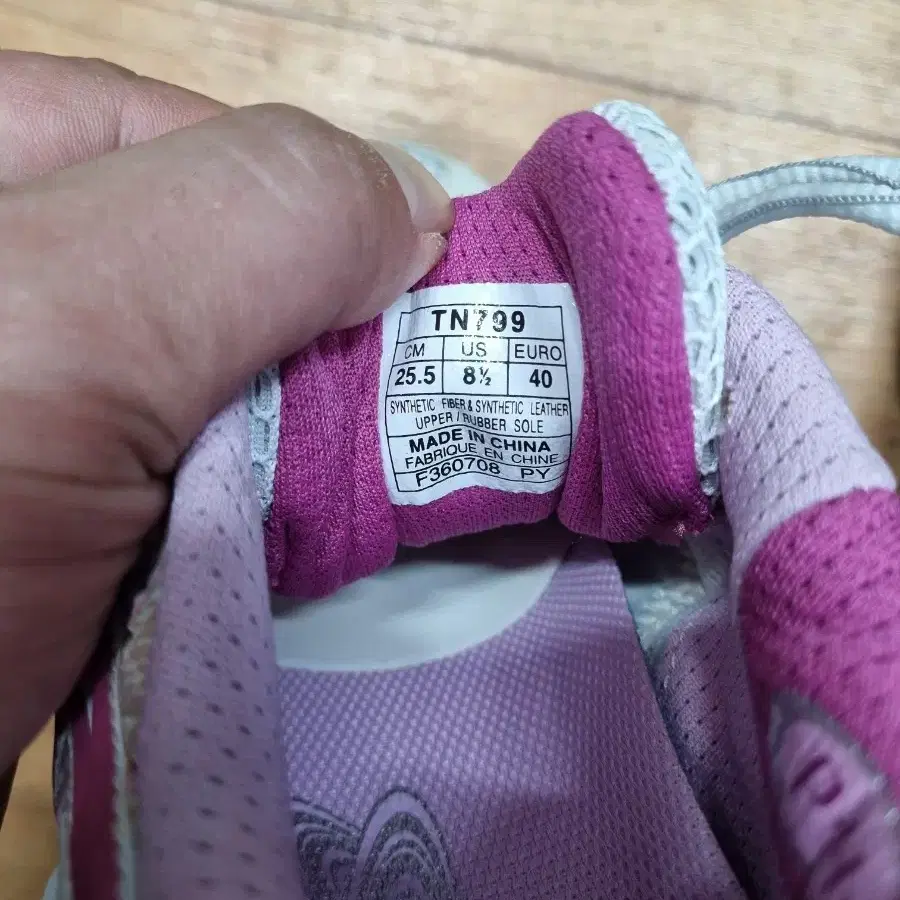 TN799
CM US EURO
25.5 8½ 40
SYNTHETIC FIBER & SYNTHETIC LEATHER
UPPER / RUBBER SOLE
MADE IN CHINA
FABRIQUE EN CHINE
F360708 PY